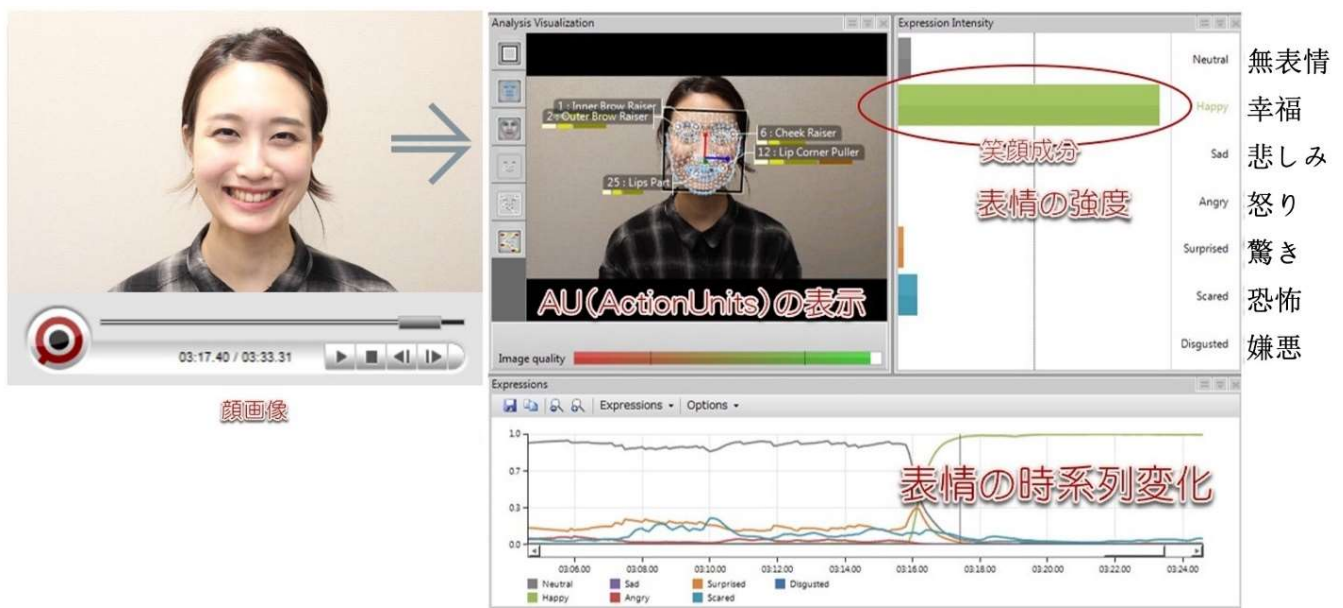 03:17.40 / 03:33.31
顔画像
Analysis Visualization
1 : Inner Brow Raiser
2 : Outer Brow Raiser
6 : Cheek Raiser
12 : Lip Corner Puller
25 : Lips Part
AU(ActionUnits)の表示
Image quality
Expression Intensity
Neutral 無表情
Happy 幸福
笑顔成分
Sad 悲しみ
表情の強度
Angry 怒り
Surprised 驚き
Scared 恐怖
Disgusted 嫌悪
Expressions
Expressions Options
1.0
0.7
表情の時系列変化
0.3
0.0
03:06.00 03:08.00 03:10.00 03:12.00 03:14.00 03:16.00 03:18.00 03:20.00 03:22.00 03:24.00
Neutral Sad Surprised Disgusted
Happy Angry Scared